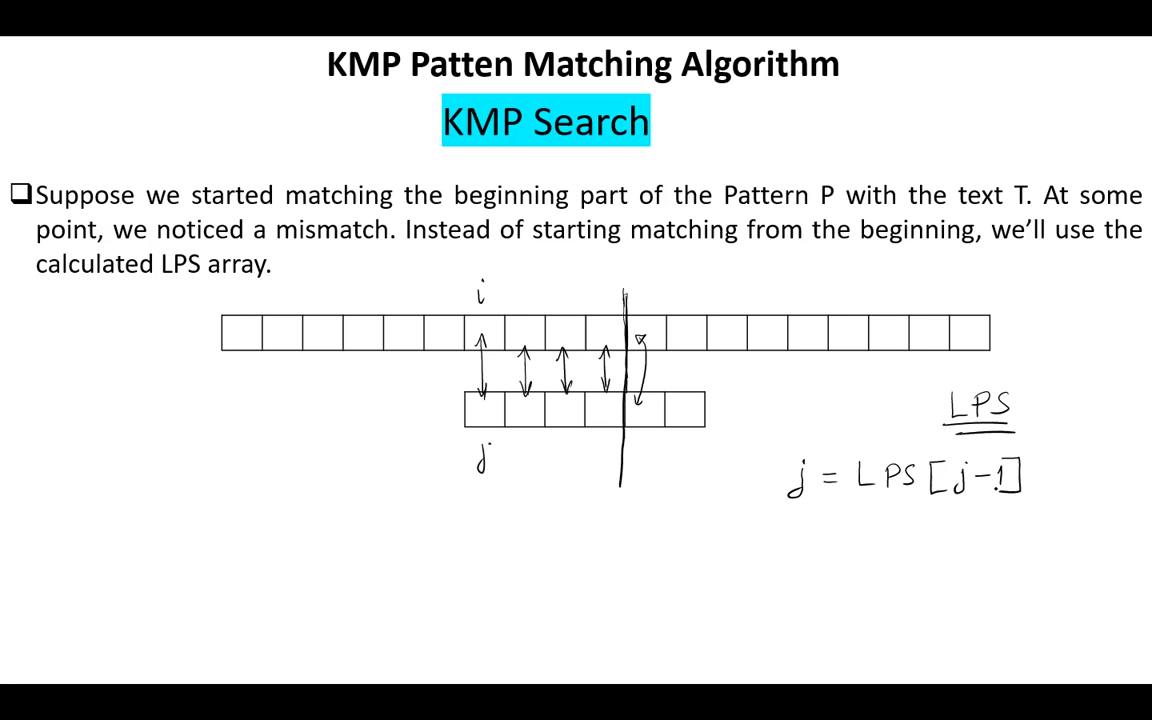 KMP Patten Matching Algorithm
KMP Search
Suppose we started matching the beginning part of the Pattern P with the text T. At some
point, we noticed a mismatch. Instead of starting matching from the beginning, we’ll use the
calculated LPS array.
i
j
LPS
j = LPS[j-1]